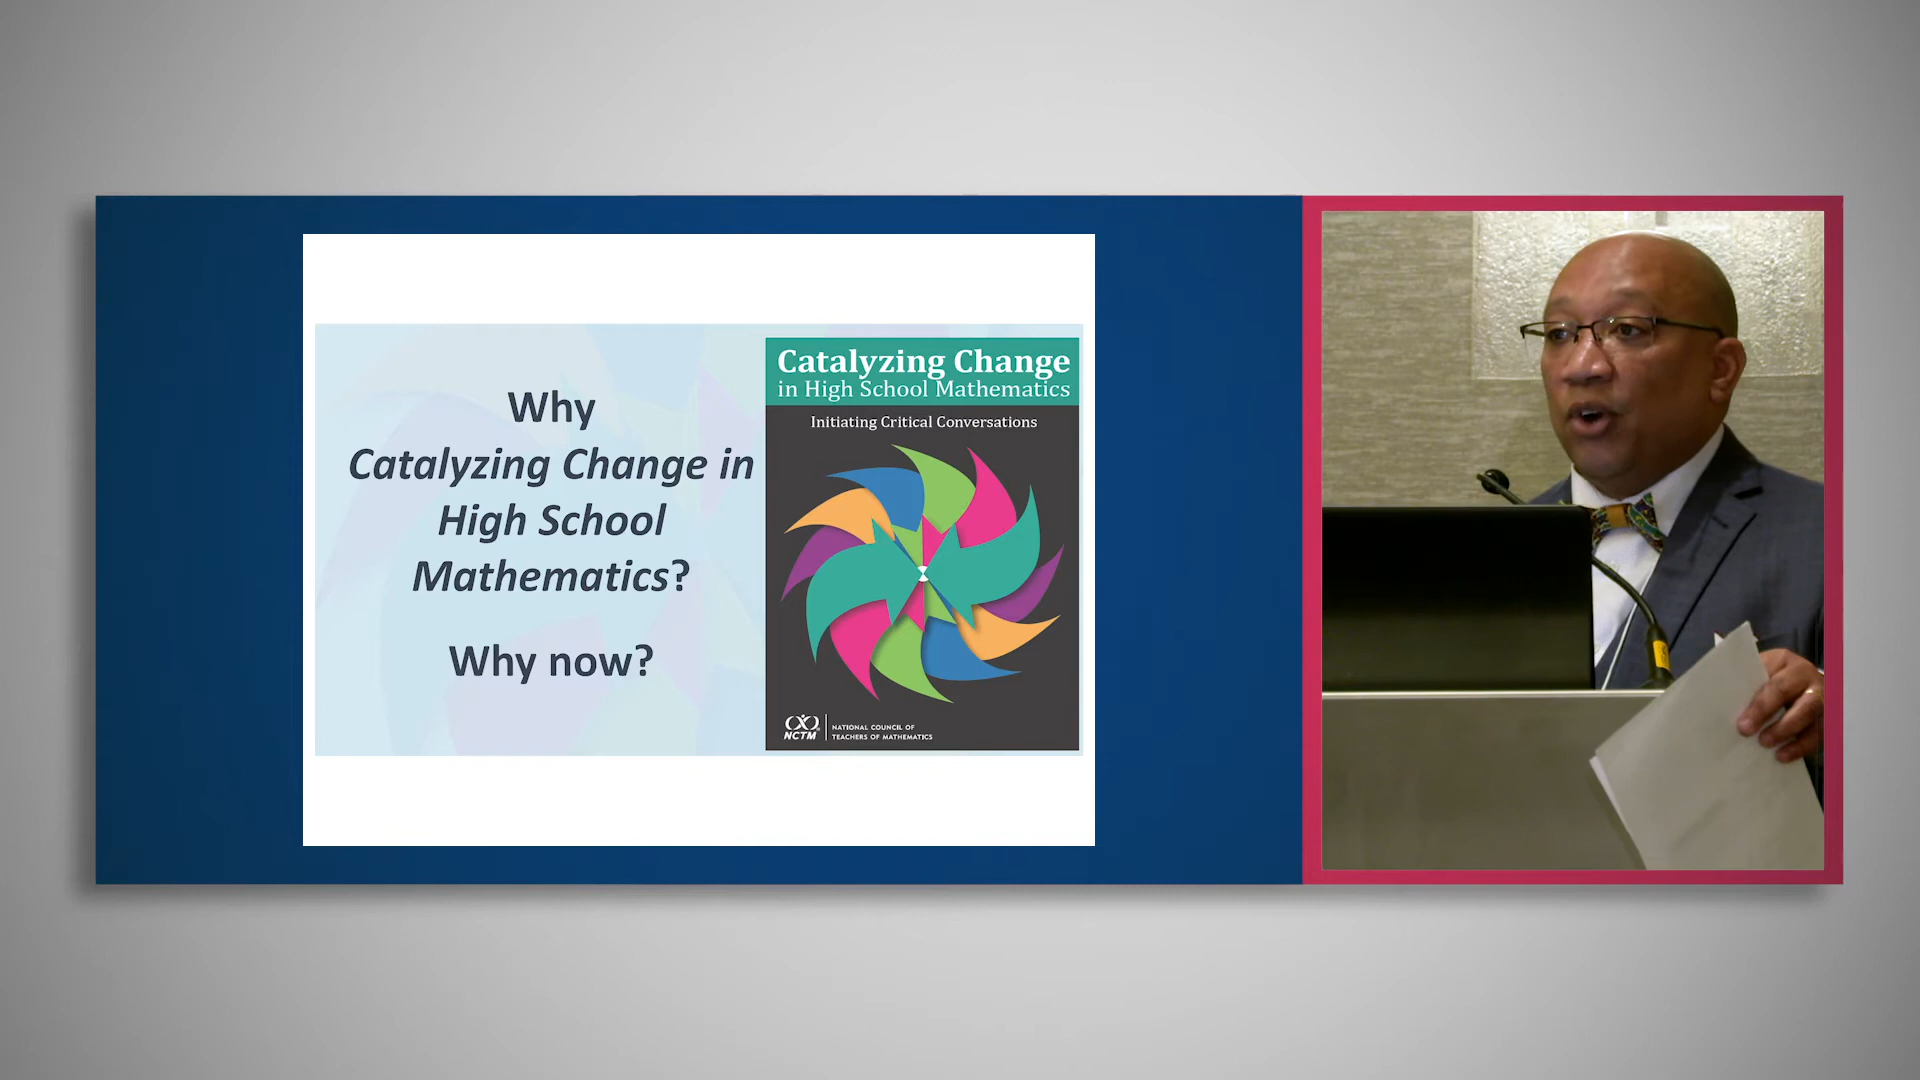 Why
Catalyzing Change in
High School
Mathematics?
Why now?
Catalyzing Change
in High School Mathematics
Initiating Critical Conversations
NCTM
NATIONAL COUNCIL OF
TEACHERS OF MATHEMATICS